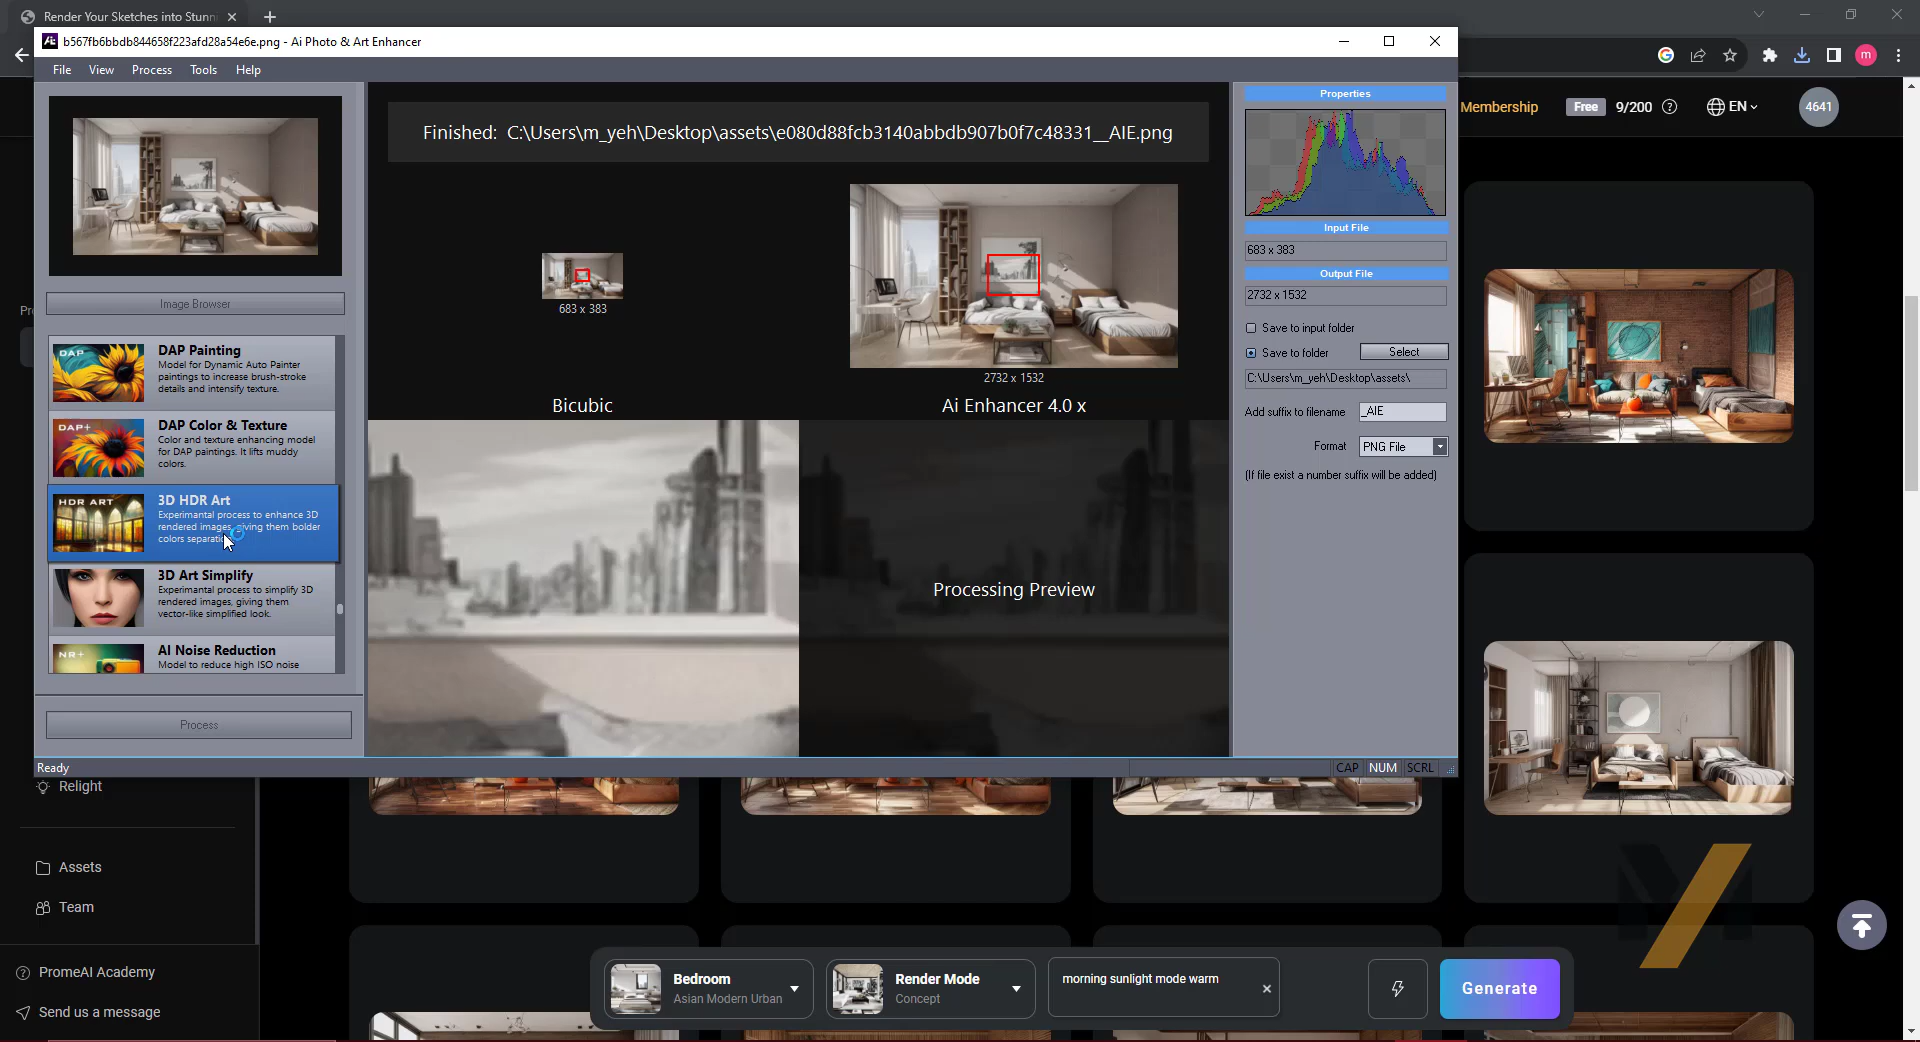 Render Your Sketches into Stunn
b567fb6bbdb844658f223afd28a54e6e.png - Ai Photo & Art Enhancer
File View Process Tools Help
Finished: C:\Users\m_yeh\Desktop\assets\e080d88fcb3140abbdb907b0f7c48331__AIE.png
Properties
Membership
Free 9/200
EN
4641
m
Input File
683 x 383
Output File
2732 x 1532
Save to input folder
Save to folder
Select
C:\Users\m_yeh\Desktop\assets\
Add suffix to filename
_AIE
Format
PNG File
(If file exist a number suffix will be added)
683 x 383
2732 x 1532
Bicubic
Ai Enhancer 4.0 x
Processing Preview
Image Browser
DAP
DAP Painting
Model for Dynamic Auto Painter
paintings to increase brush-stroke
details and intensify texture.
DAP+
DAP Color & Texture
Color and texture enhancing model
for DAP paintings. It lifts muddy
colors.
HDR ART
3D HDR Art
Experimantal process to enhance 3D
rendered images, giving them bolder
colors separatio
3D Art Simplify
Experimantal process to simplify 3D
rendered images, giving them
vector-like simplified look.
NR+
AI Noise Reduction
Model to reduce high ISO noise
Process
Ready
CAP NUM SCRL
Relight
Assets
Team
PromeAI Academy
Send us a message
Bedroom
Asian Modern Urban
Render Mode
Concept
morning sunlight mode warm
Generate